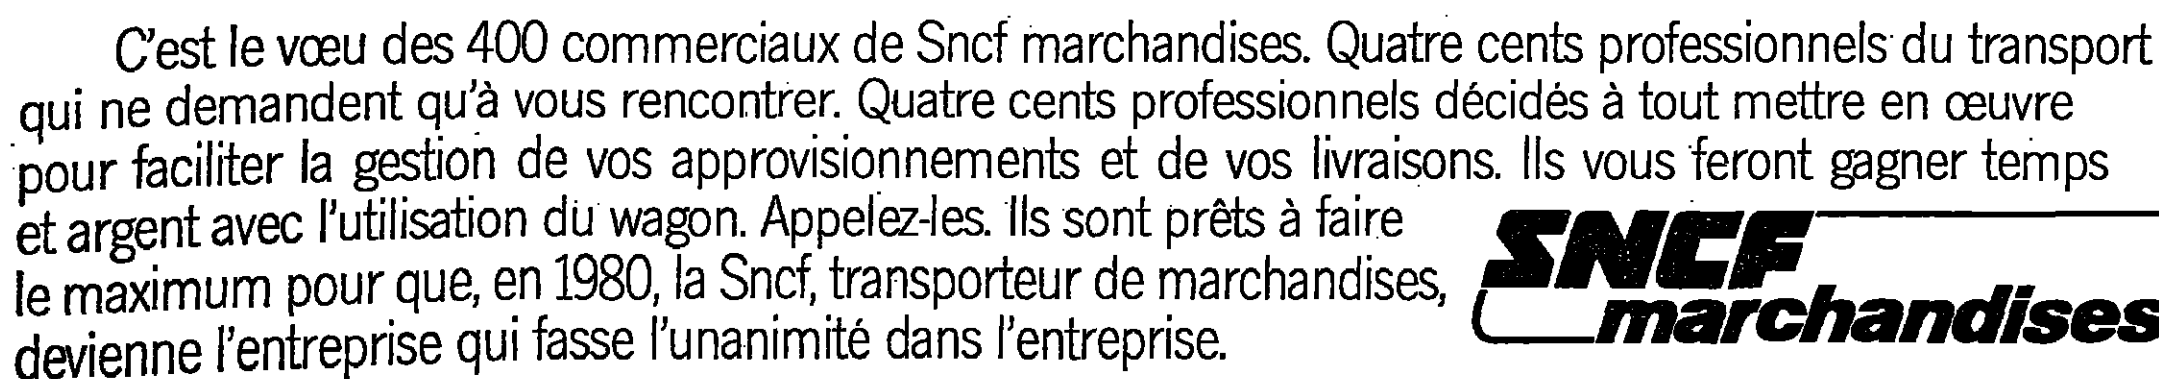 C'est le vœu des 400 commerciaux de Sncf marchandises. Quatre cents professionnels du transport
qui ne demandent qu'à vous rencontrer. Quatre cents professionnels décidés à tout mettre en œuvre
pour faciliter la gestion de vos approvisionnements et de vos livraisons. Ils vous feront gagner temps
et argent avec l'utilisation du wagon. Appelez-les. Ils sont prêts à faire
le maximum pour que, en 1980, la Sncf, transporteur de marchandises,
devienne l'entreprise qui fasse l'unanimité dans l'entreprise.
SNCF
marchandises